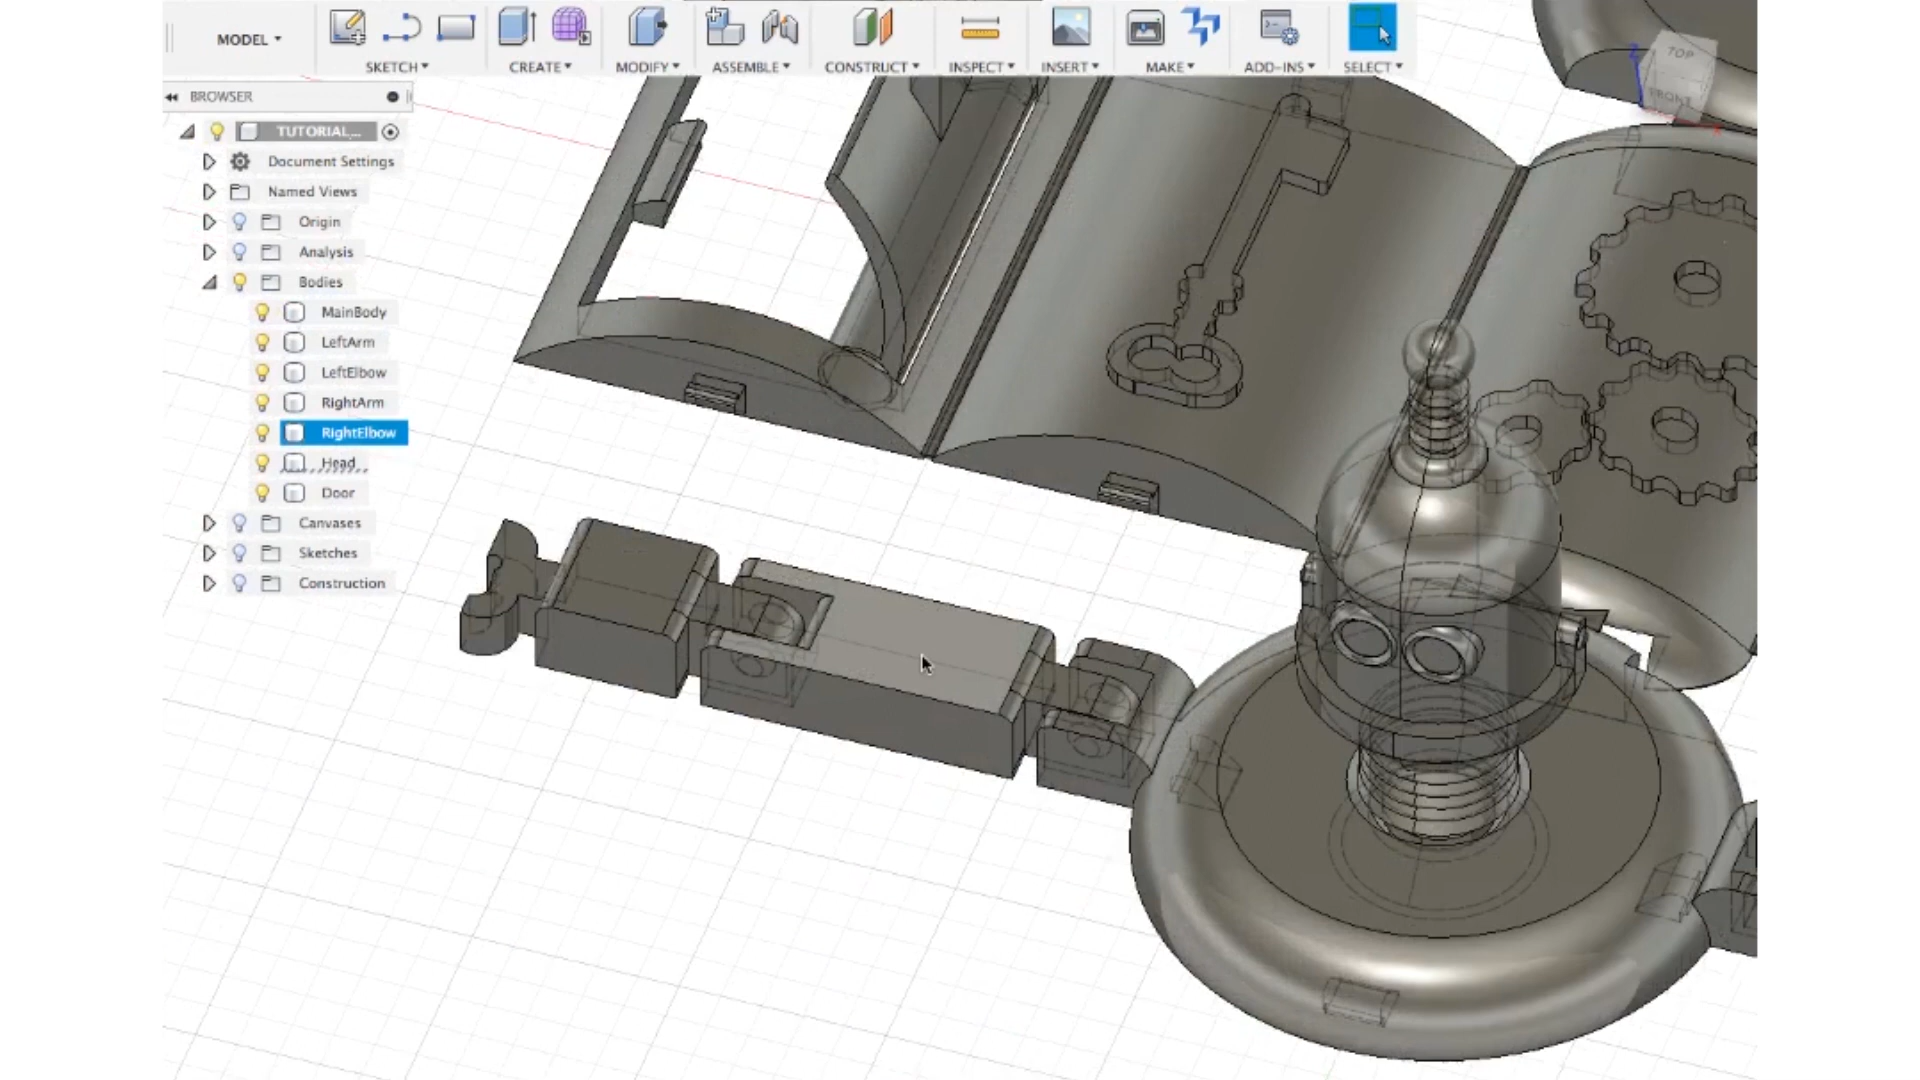 MODEL
SKETCH
CREATE
MODIFY
ASSEMBLE
CONSTRUCT
INSPECT
INSERT
MAKE
ADD-INS
SELECT
BROWSER
TUTORIAL_...
Document Settings
Named Views
Origin
Analysis
Bodies
MainBody
LeftArm
LeftElbow
RightArm
RightElbow
Head
Door
Canvases
Sketches
Construction
TOP
FRONT
Z
X